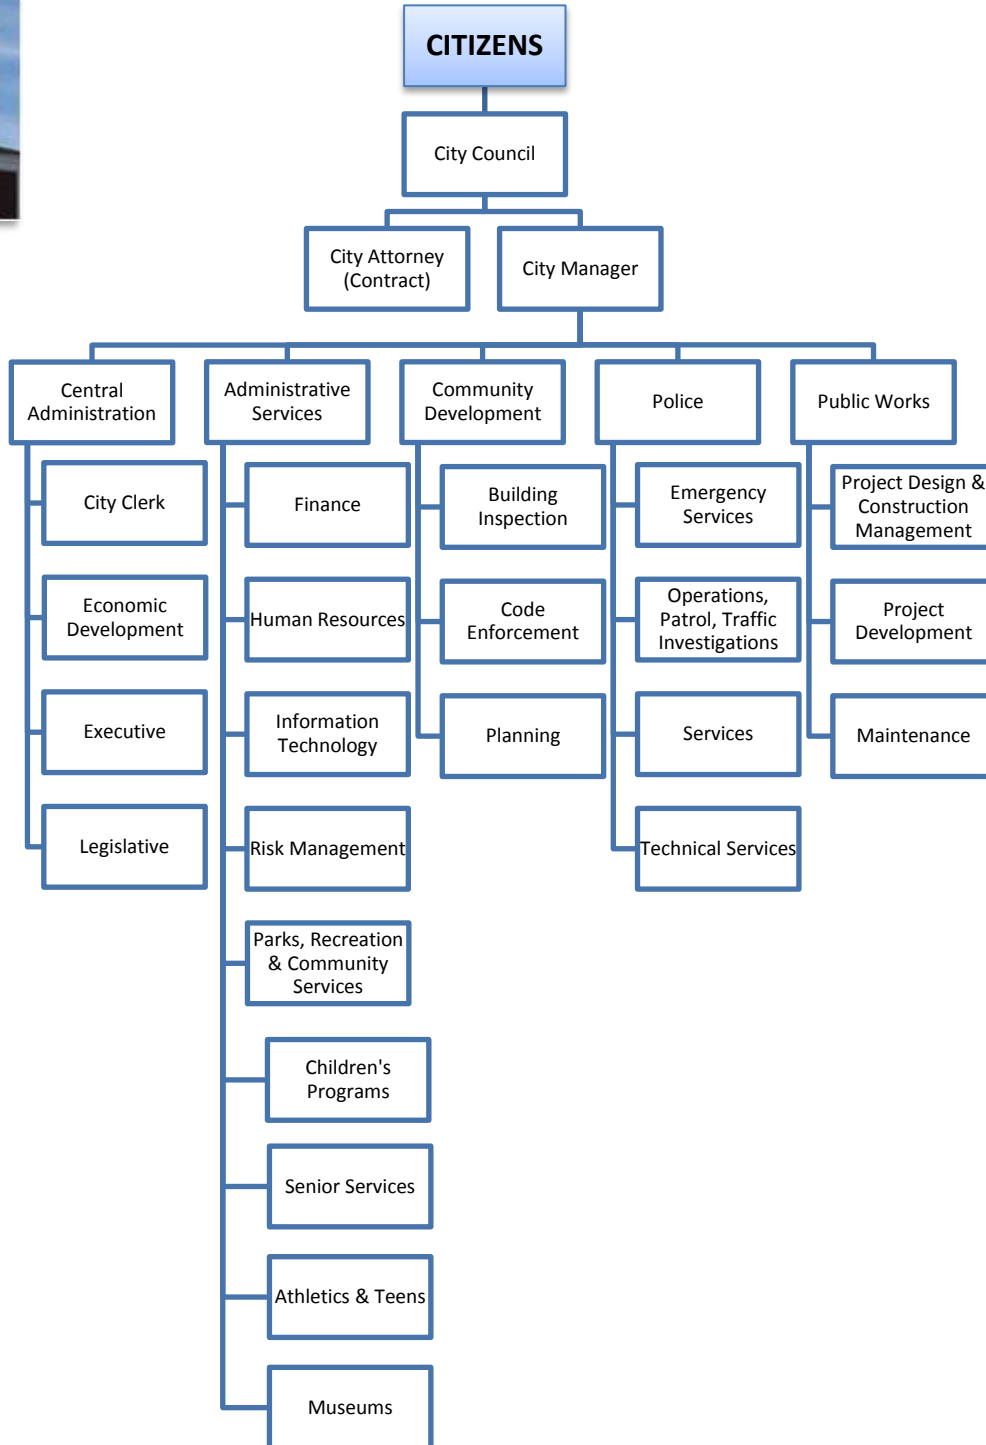 CITIZENS
City Council
City Attorney
(Contract)
City Manager
Central
Administration
Administrative
Services
Community
Development
Police
Public Works
City Clerk
Economic
Development
Executive
Legislative
Finance
Human Resources
Information
Technology
Risk Management
Parks, Recreation
& Community
Services
Children's
Programs
Senior Services
Athletics & Teens
Museums
Building
Inspection
Code
Enforcement
Planning
Emergency
Services
Operations,
Patrol, Traffic
Investigations
Services
Technical Services
Project Design &
Construction
Management
Project
Development
Maintenance